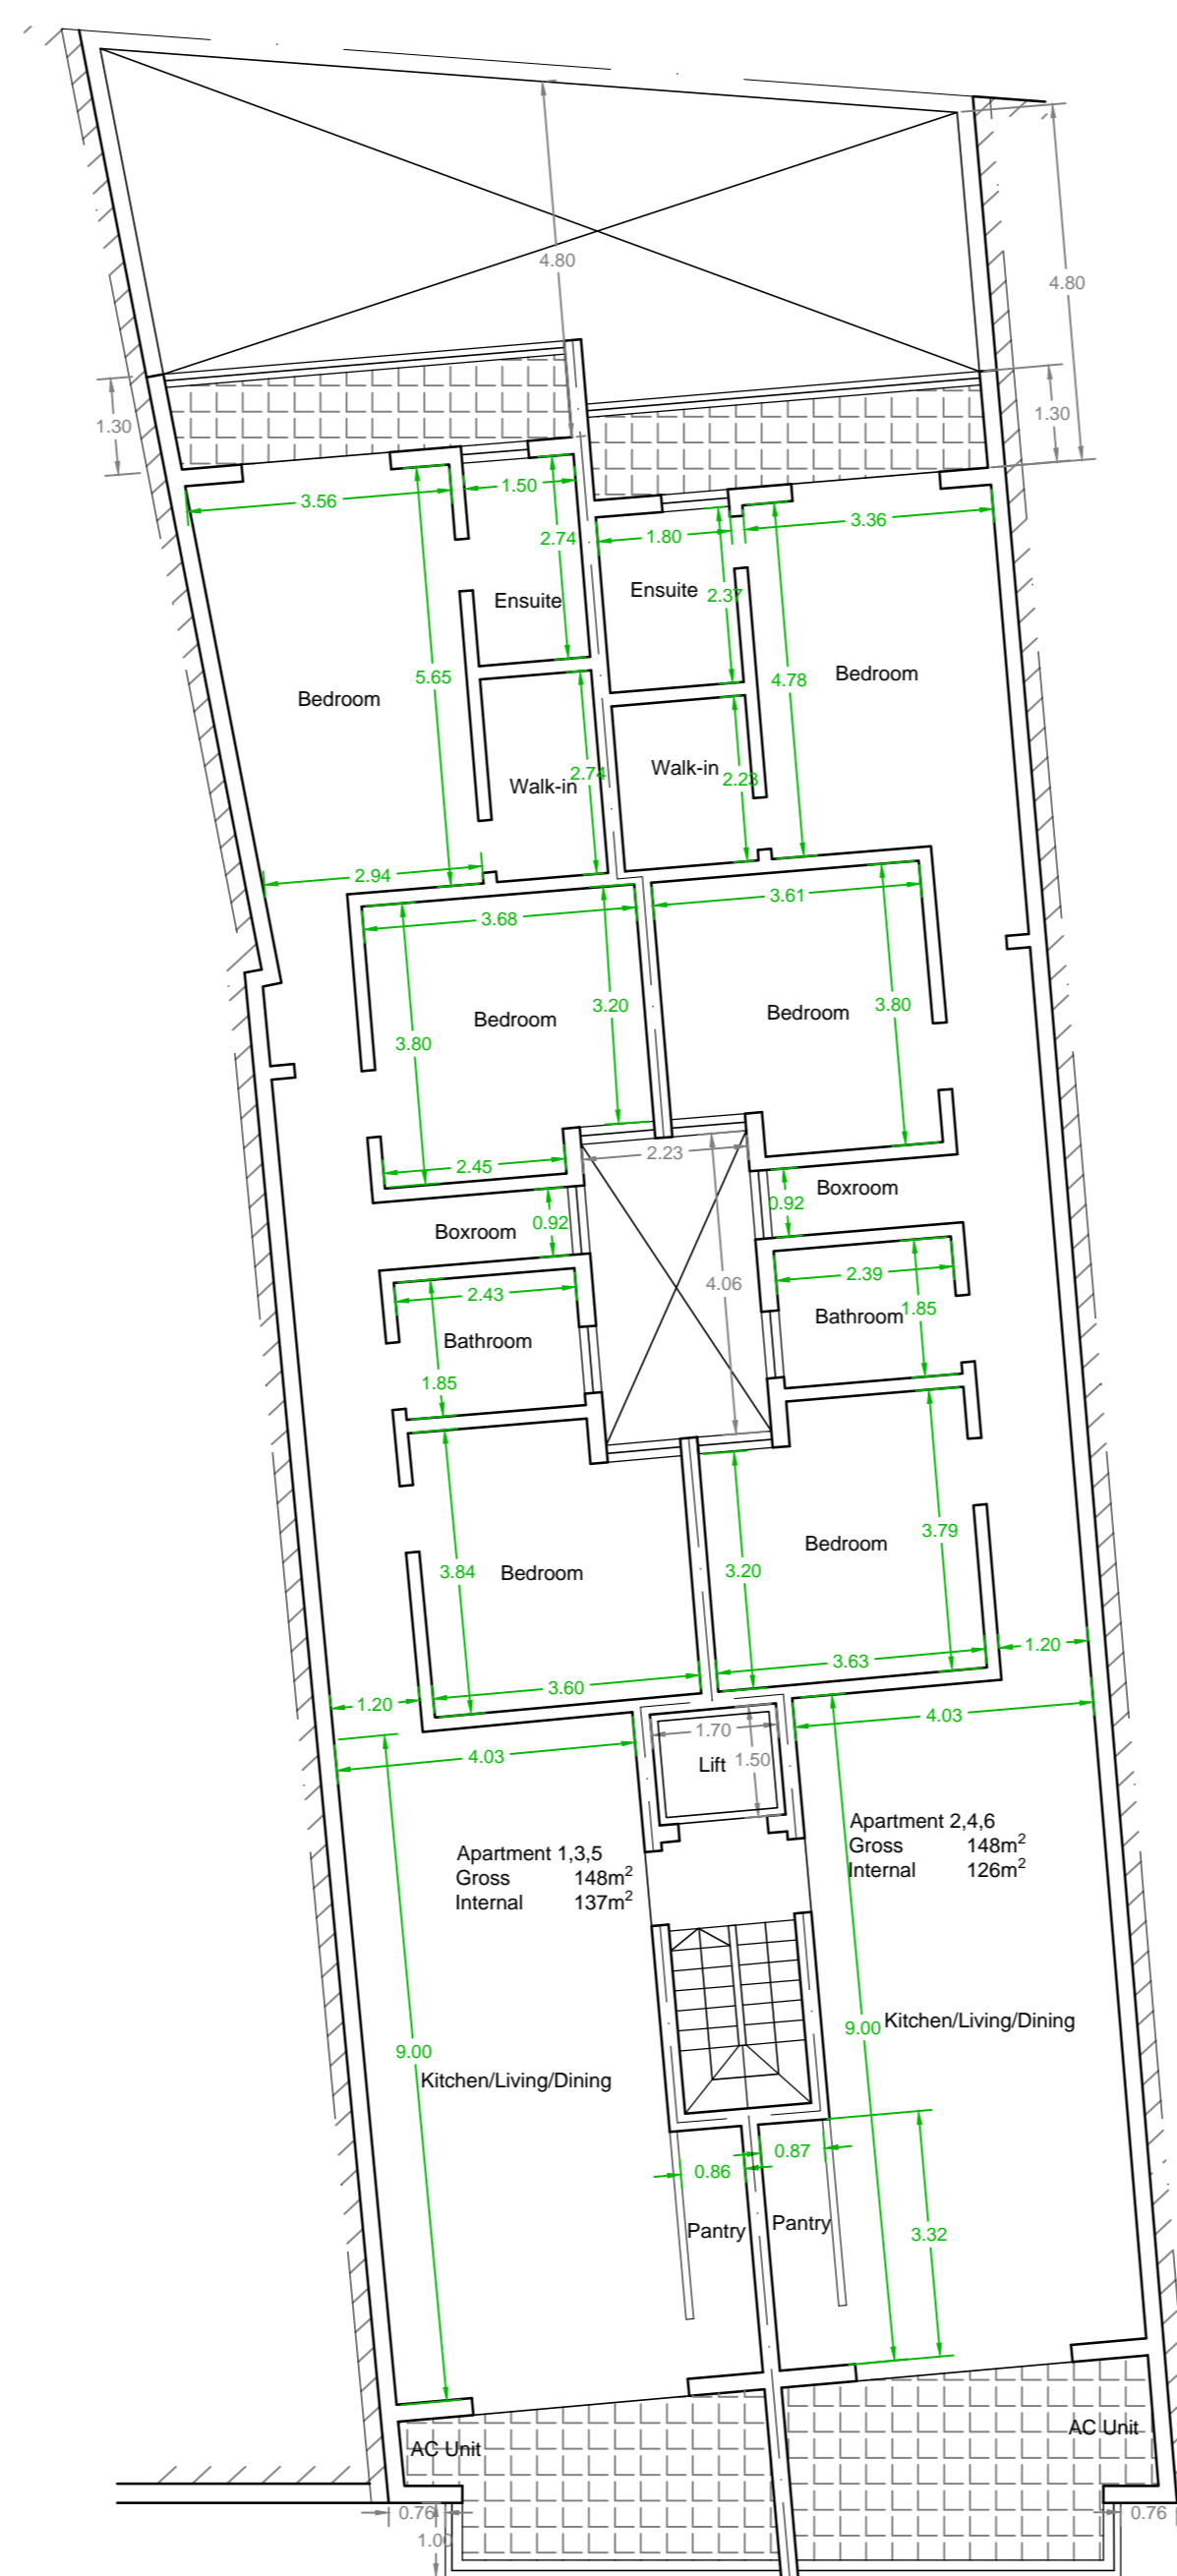 4.80
4.80
1.30
1.30
3.56
1.50
2.74
1.80
3.36
Ensuite
Ensuite
2.37
5.65
4.78
Bedroom
Bedroom
Walk-in
2.74
Walk-in
2.23
2.94
3.68
3.61
Bedroom
3.20
Bedroom
3.80
3.80
2.45
2.23
Boxroom
0.92
Boxroom
0.92
4.06
2.43
2.39
Bathroom
Bathroom
1.85
1.85
Bedroom
3.84
Bedroom
3.79
3.20
3.60
3.63
1.20
1.20
4.03
4.03
1.70
Lift
1.50
Apartment 2,4,6
Gross 148m²
Internal 126m²
Apartment 1,3,5
Gross 148m²
Internal 137m²
9.00
Kitchen/Living/Dining
9.00
Kitchen/Living/Dining
0.86
0.87
Pantry
Pantry
3.32
AC Unit
AC Unit
0.76
0.76
1.00